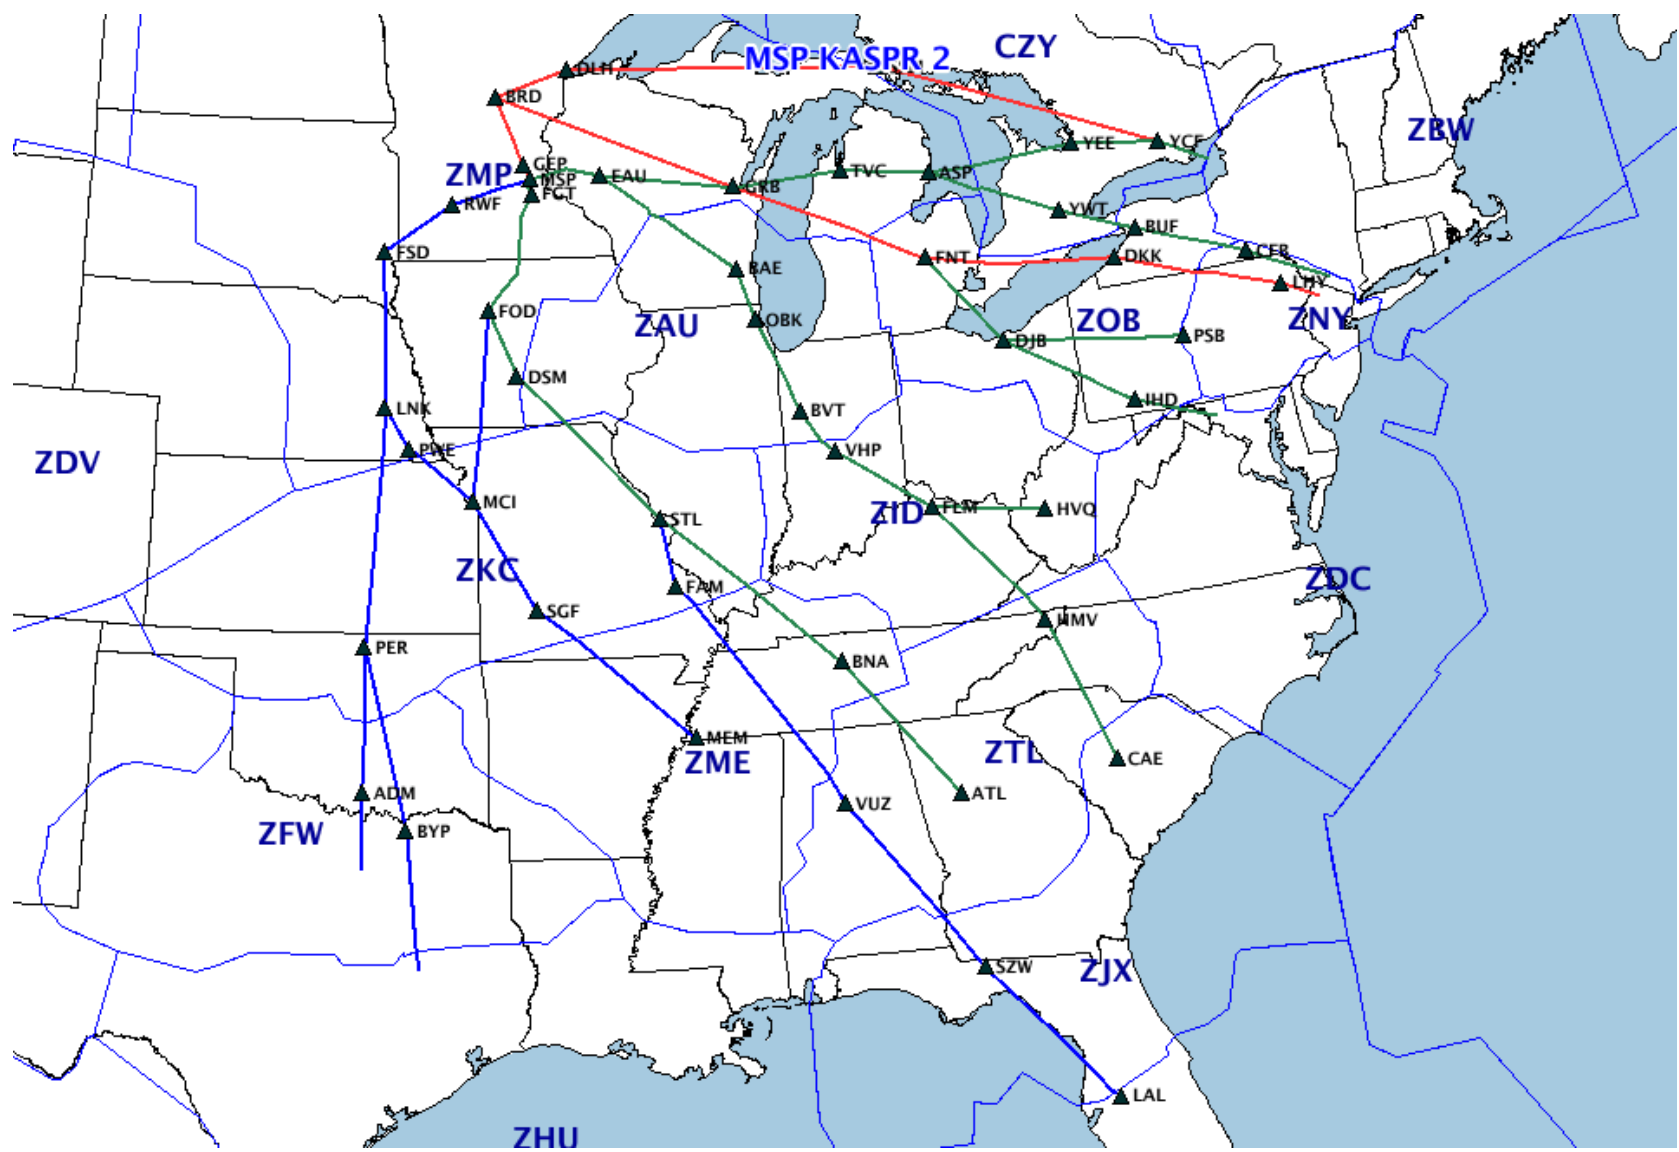 CZY
MSP KASPR 2
DLH
BRD
ZBW
YEE
YCF
GEP
ZMP
MSP
EAU
GRB
TVC
ASP
FGT
RWF
YWT
BUF
FSD
CFB
BAE
FNT
DKK
LHY
FOD
OBK
ZAU
ZOB
ZNY
DJB
PSB
DSM
LNK
BVT
IHD
PWE
VHP
ZDV
MCI
ZID
FLM
HVQ
STL
ZKC
FAM
ZDC
SGF
HMV
PER
BNA
MEM
ZME
ZTL
CAE
ADM
VUZ
ATL
ZFW
BYP
SZW
ZJX
LAL
ZHU